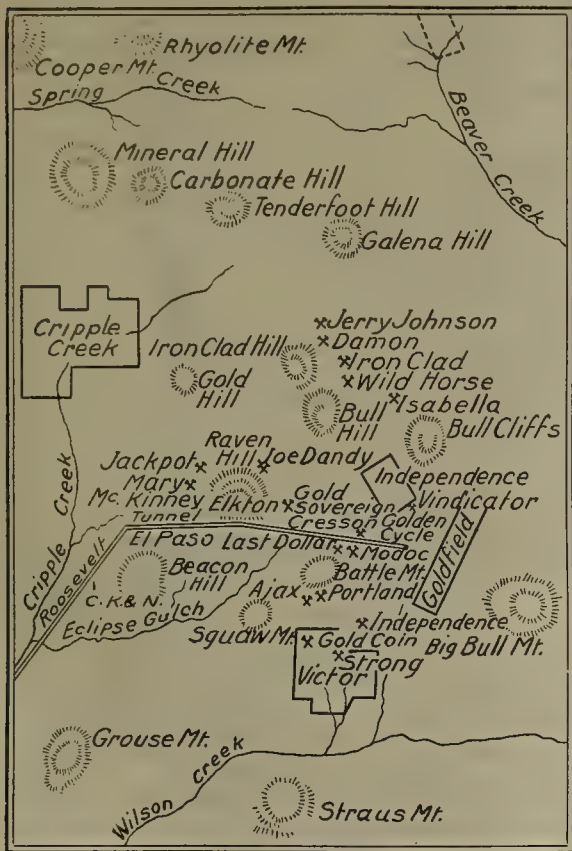 Rhyolite Mt.
Cooper Mt.
Spring Creek
Beaver Creek
Mineral Hill
Carbonate Hill
Tenderfoot Hill
Galena Hill
Cripple
Creek
Jerry Johnson
Damon
Iron Clad Hill
Iron Clad
Gold
Hill
Wild Horse
Isabella
Bull
Hill
Bull Cliffs
Raven
Hill
Joe Dandy
Jackpot
Mary
Mc. Kinney
Elkton
Gold
Sovereign
Independence
Vindicator
Tunnel
Cresson
Golden
Cycle
El Paso
Last Dollar
Modoc
Goldfield
Cripple Creek
Roosevelt
Beacon
Hill
Battle Mt.
C.K.& N.
Ajax
Portland
Eclipse Gulch
Squaw Mt.
Independence
Gold Coin
Big Bull Mt.
Strong
Victor
Grouse Mt.
Wilson creek
Straus Mt.